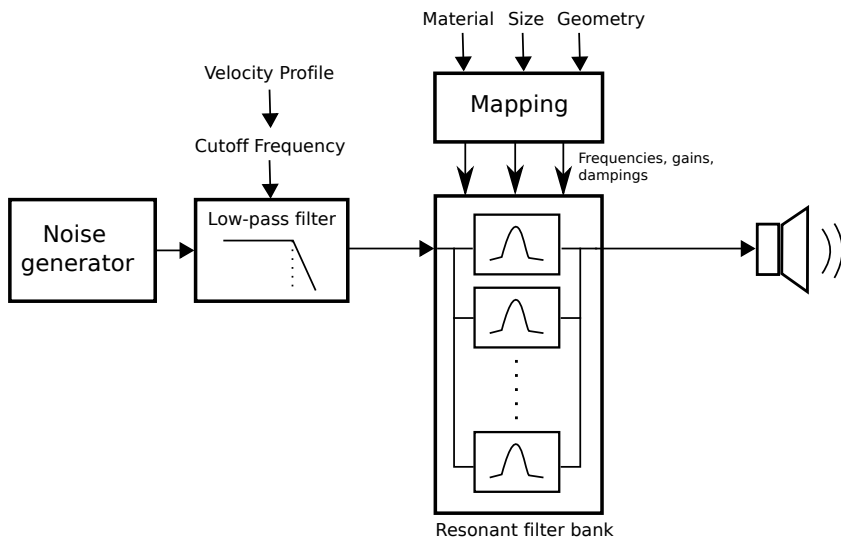 Material Size Geometry
Velocity Profile
Mapping
Cutoff Frequency
Frequencies, gains,
dampings
Low-pass filter
Noise
generator
Resonant filter bank